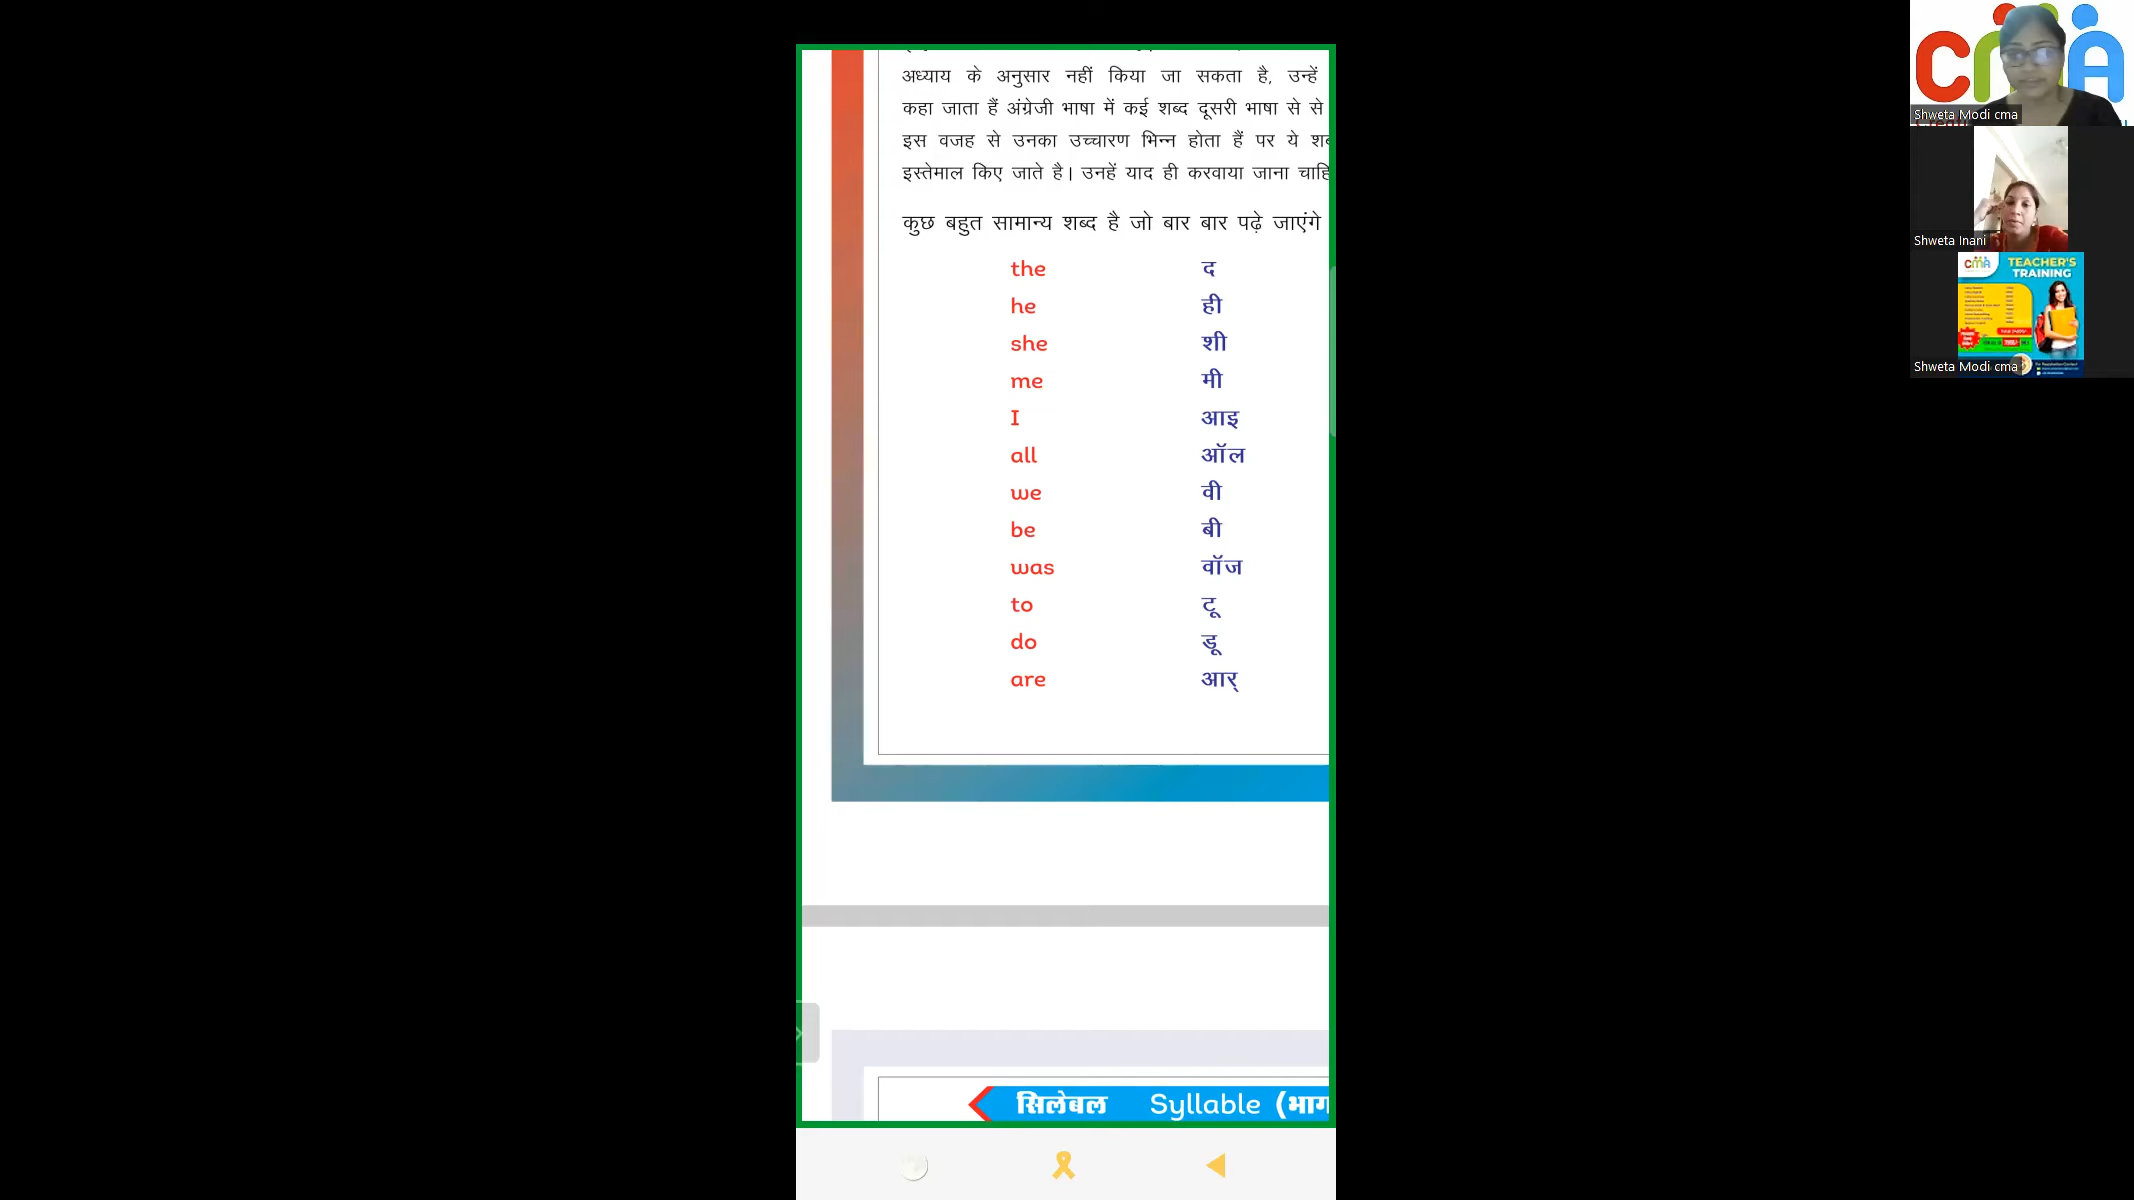 अध्याय के अनुसार नहीं किया जा सकता है, उन्हें
कहा जाता हैं अंग्रेजी भाषा में कई शब्द दूसरी भाषा से से
इस वजह से उनका उच्चारण भिन्न होता हैं पर ये
इस्तेमाल किए जाते है। उनहें याद ही करवाया जाना
कुछ बहुत सामान्य शब्द है जो बार बार पढ़े जाएंगे
the द
he ही
she शी
me मी
I आइ
all ऑल
we वी
be बी
was वॉज
to टू
do डू
are आर्
सिलेबल Syllable (भाग
CMA
Shweta Modi cma
Shweta Inani
CMA TEACHER'S
TRAINING
Shweta Modi cma